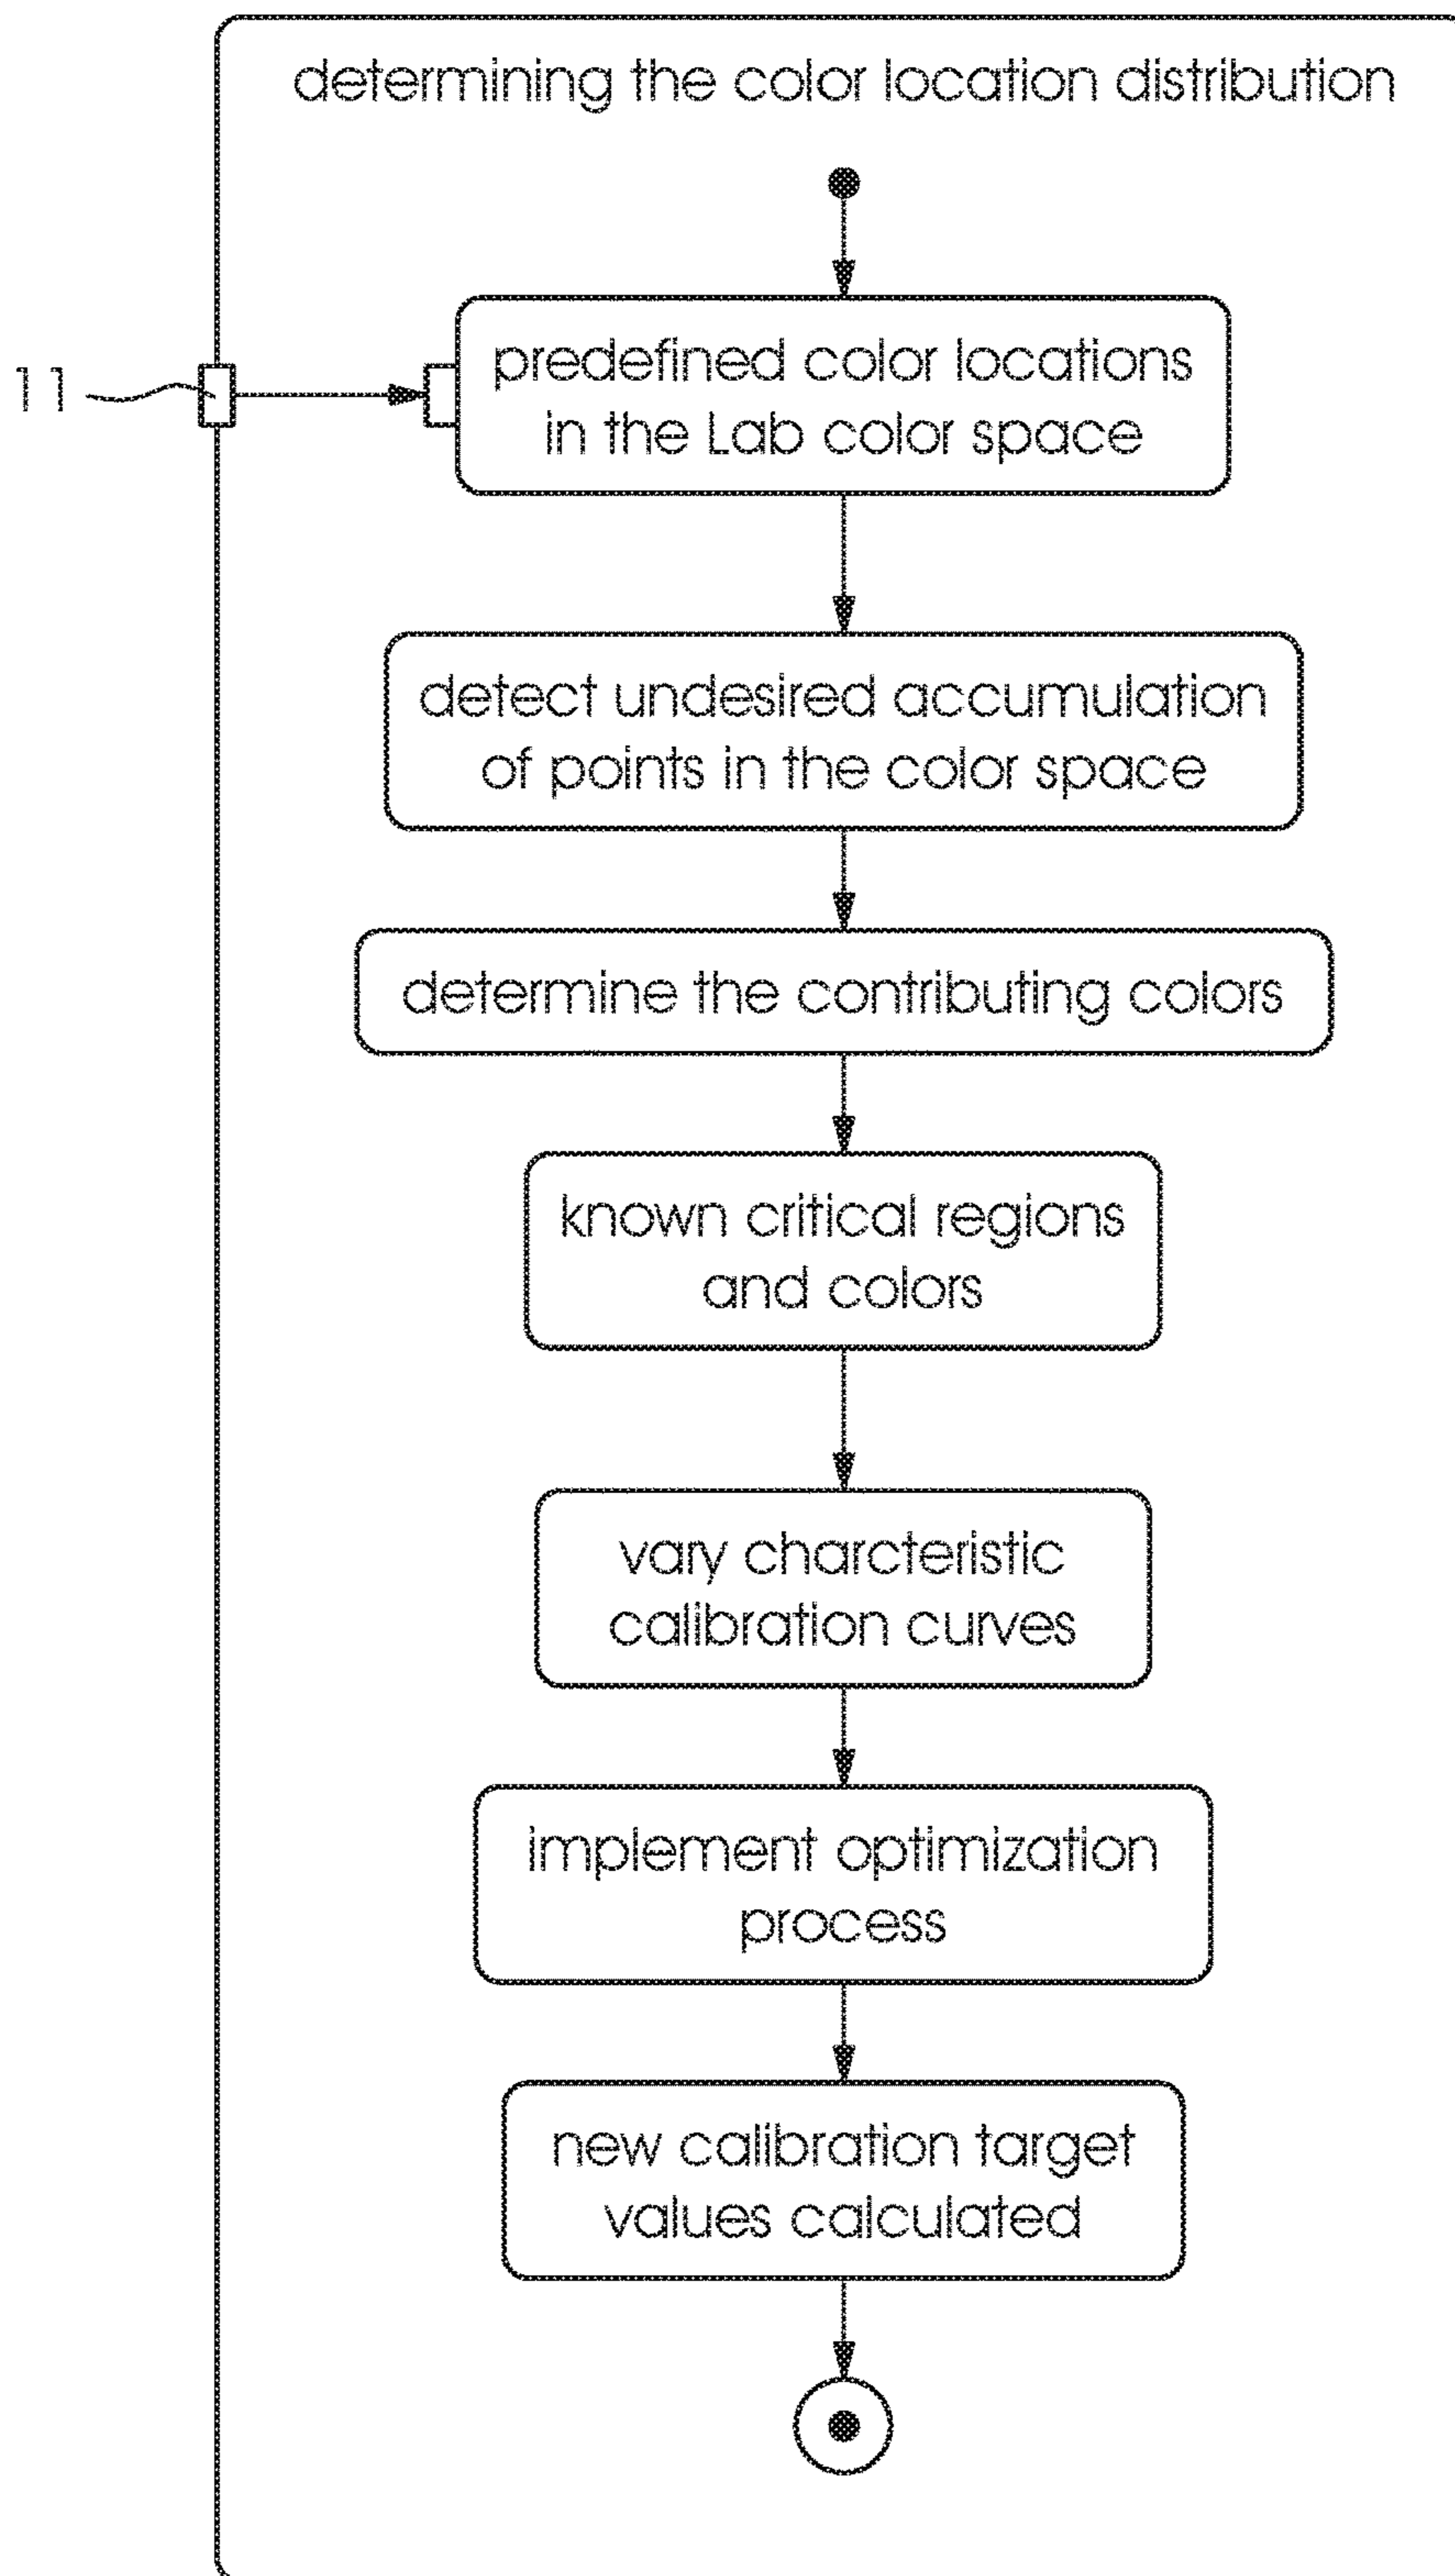 determining the color location distribution
11
predefined color locations
in the Lab color space
detect undesired accumulation
of points in the color space
determine the contributing colors
known critical regions
and colors
vary charcteristic
calibration curves
implement optimization
process
new calibration target
values calculated